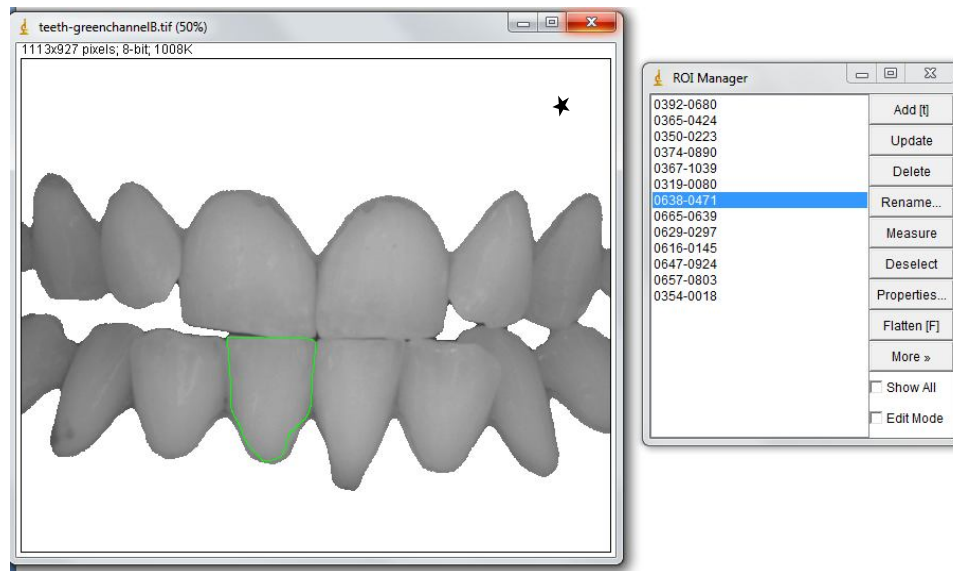 teeth-greenchannelB.tif (50%)
1113x927 pixels; 8-bit; 1008K
ROI Manager
0392-0680
0365-0424
0350-0223
0374-0890
0367-1039
0319-0080
0638-0471
0665-0639
0629-0297
0616-0145
0647-0924
0657-0803
0354-0018
Add [t]
Update
Delete
Rename...
Measure
Deselect
Properties...
Flatten [F]
More »
Show All
Edit Mode